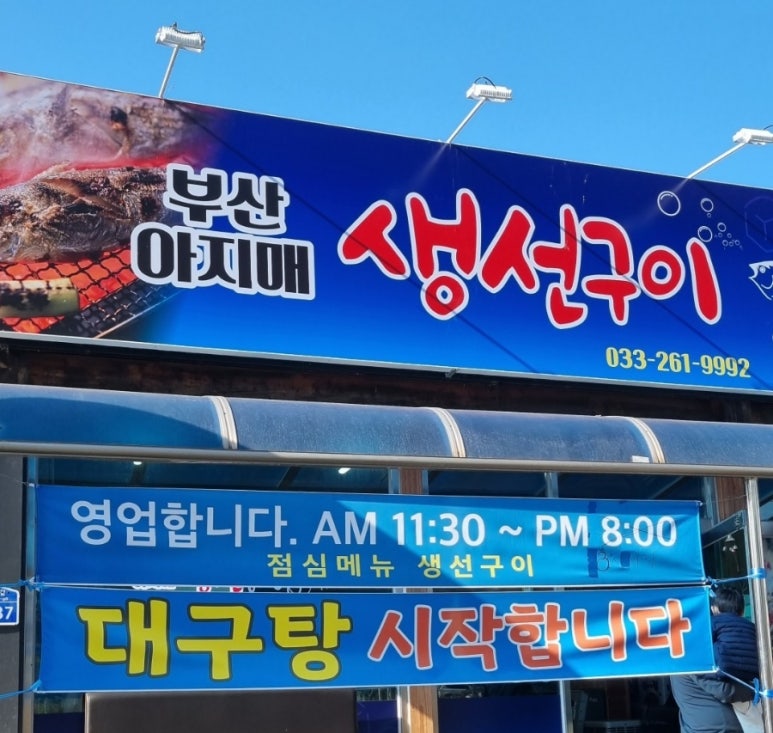 부산
아지매
생선구이
033-261-9992
영업합니다. AM 11:30 ~ PM 8:00
점심메뉴 생선구이
대구탕 시작합니다
37